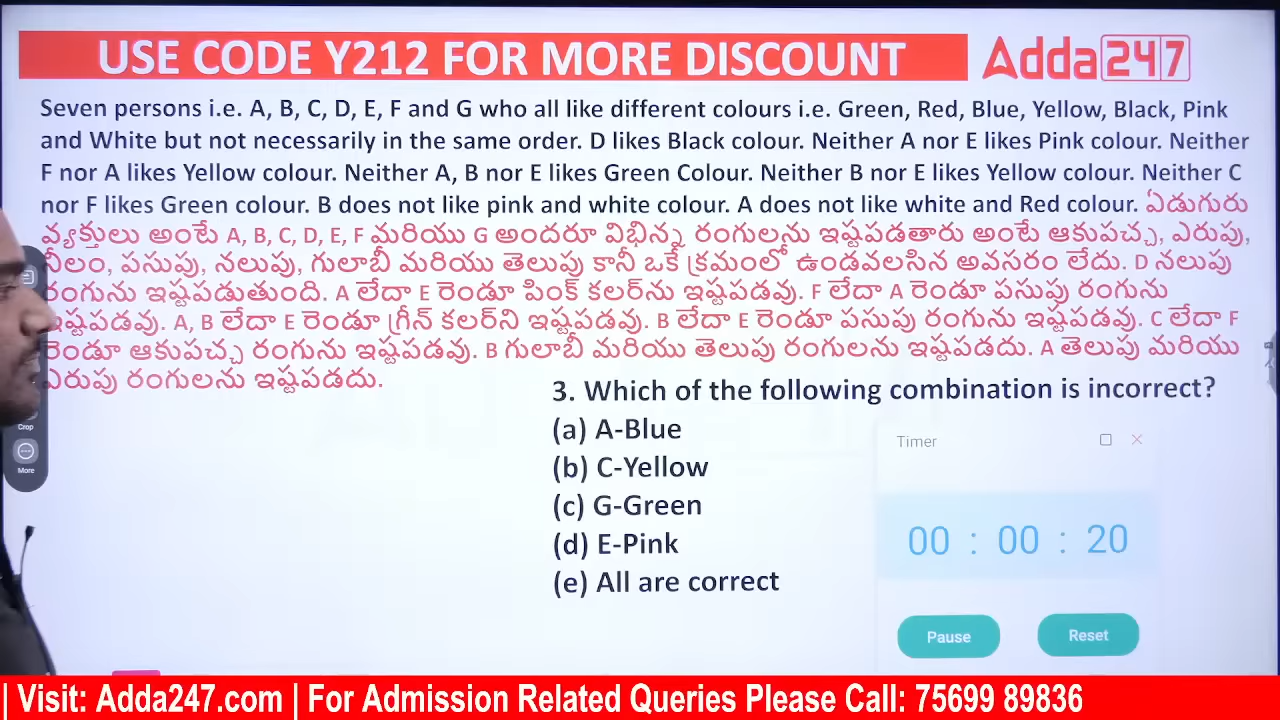 USE CODE Y212 FOR MORE DISCOUNT
Adda247
Seven persons i.e. A, B, C, D, E, F and G who all like different colours i.e. Green, Red, Blue, Yellow, Black, Pink
and White but not necessarily in the same order. D likes Black colour. Neither A nor E likes Pink colour. Neither
F nor A likes Yellow colour. Neither A, B nor E likes Green Colour. Neither B nor E likes Yellow colour. Neither C
nor F likes Green colour. B does not like pink and white colour. A does not like white and Red colour. ఏడుగురు
వ్యక్తులు అంటే A, B, C, D, E, F మరియు G అందరూ విభిన్న రంగులను ఇష్టపడతారు అంటే ఆకుపచ్చ, ఎరుపు,
నీలం, పసుపు, నలుపు, గులాబీ మరియు తెలుపు కానీ ఒకే క్రమంలో ఉండవలసిన అవసరం లేదు. D నలుపు
రంగును ఇష్టపడుతుంది. A లేదా E రెండూ పింక్ కలర్‌ను ఇష్టపడవు. F లేదా A రెండూ పసుపు రంగును
ఇష్టపడవు. A, B లేదా E రెండూ గ్రీన్ కలర్‌ని ఇష్టపడవు. B లేదా E రెండూ పసుపు రంగును ఇష్టపడవు. C లేదా F
రెండూ ఆకుపచ్చ రంగును ఇష్టపడవు. B గులాబీ మరియు తెలుపు రంగులను ఇష్టపడదు. A తెలుపు మరియు
ఎరుపు రంగులను ఇష్టపడదు.
3. Which of the following combination is incorrect?
(a) A-Blue
(b) C-Yellow
(c) G-Green
(d) E-Pink
(e) All are correct
Timer
00 : 00 : 20
Pause
Reset
Crop
More
| Visit: Adda247.com | For Admission Related Queries Please Call: 75699 89836